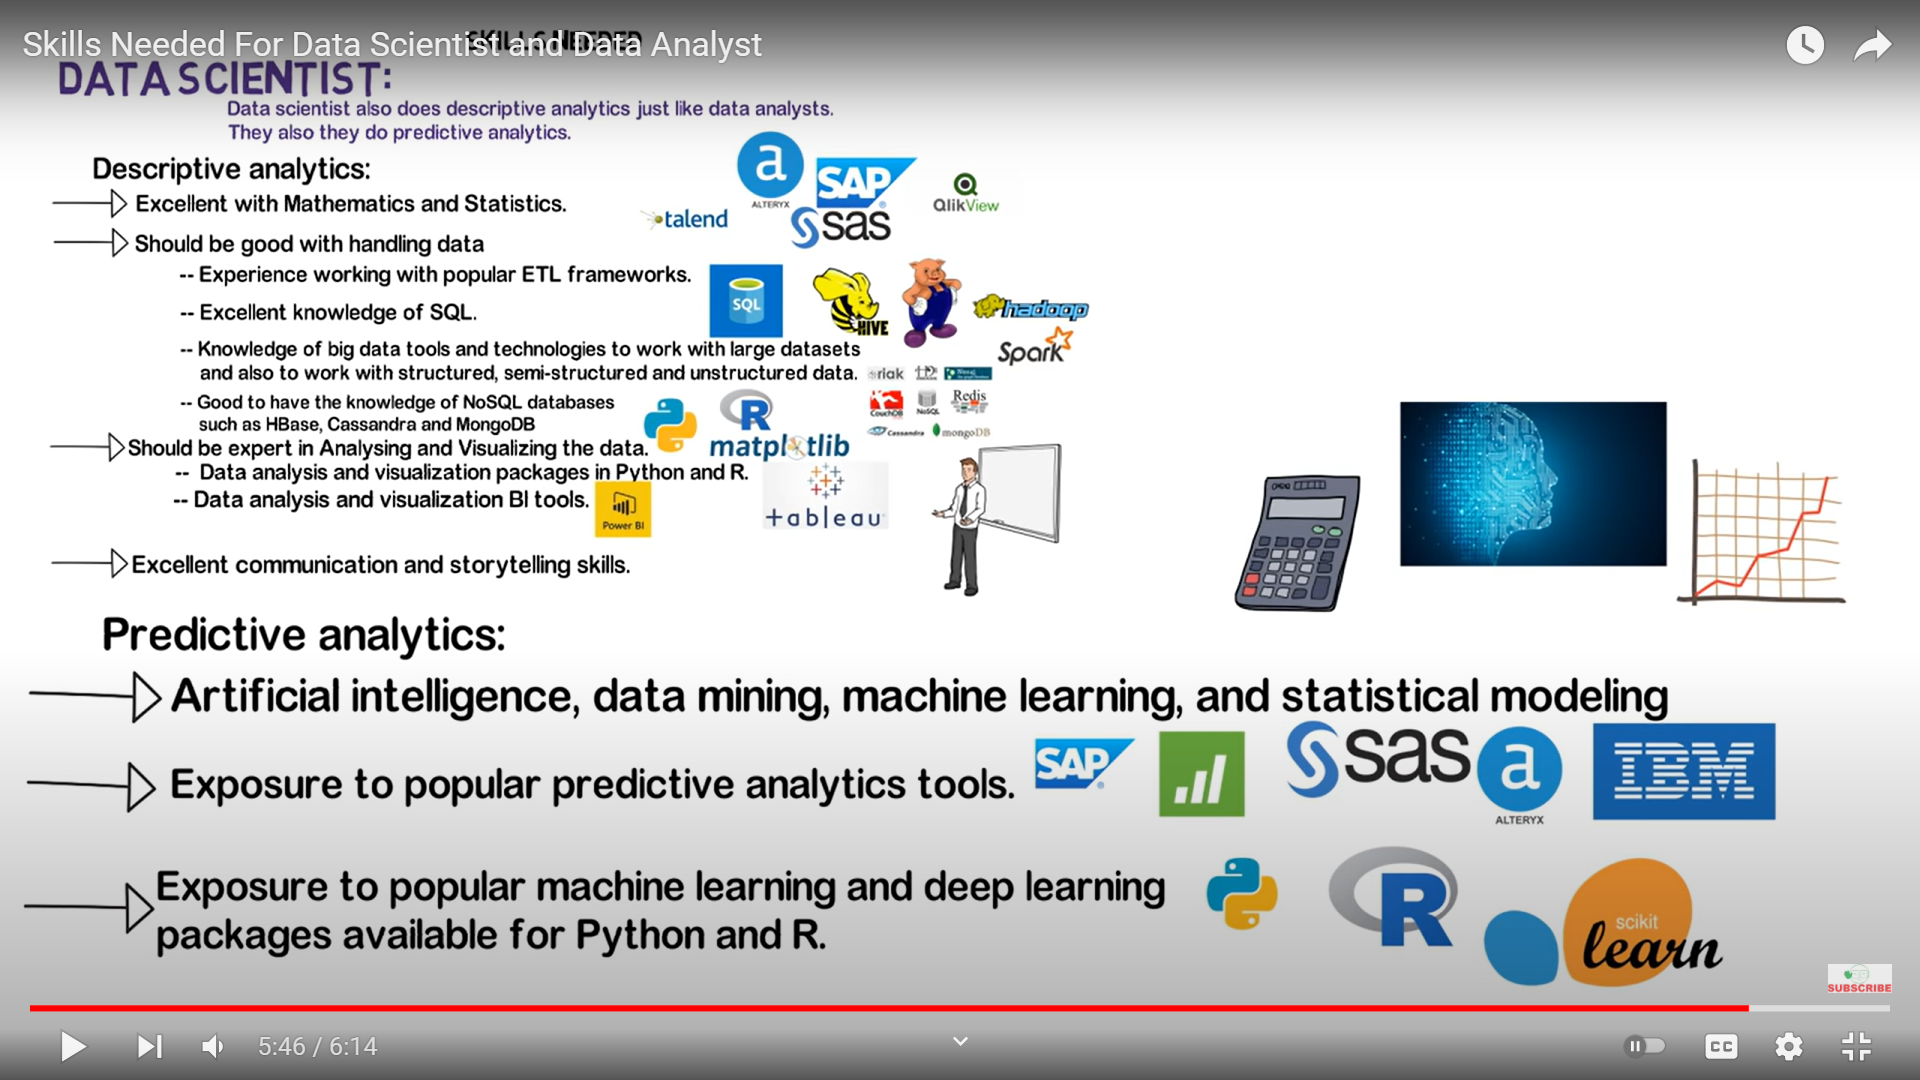 Skills Needed For Data Scientist and Data Analyst
SKILLS NEEDED
DATA SCIENTIST:
Data scientist also does descriptive analytics just like data analysts.
They also they do predictive analytics.
Descriptive analytics:
Excellent with Mathematics and Statistics.
a
ALTERYX
SAP
QlikView
talend
sas
Should be good with handling data
-- Experience working with popular ETL frameworks.
SQL
HIVE
hadoop
-- Excellent knowledge of SQL.
Spark
-- Knowledge of big data tools and technologies to work with large datasets
and also to work with structured, semi-structured and unstructured data.
riak
-- Good to have the knowledge of NoSQL databases
such as HBase, Cassandra and MongoDB
R
CouchDB
NoSQL
Redis
Cassandra
mongoDB
Should be expert in Analysing and Visualizing the data.
matplotlib
-- Data analysis and visualization packages in Python and R.
-- Data analysis and visualization BI tools.
Power BI
tableau
Excellent communication and storytelling skills.
Predictive analytics:
Artificial intelligence, data mining, machine learning, and statistical modeling
Exposure to popular predictive analytics tools.
SAP
sas
a
ALTERYX
IBM
Exposure to popular machine learning and deep learning
packages available for Python and R.
R
scikit
learn
SUBSCRIBE
5:46 / 6:14
CC